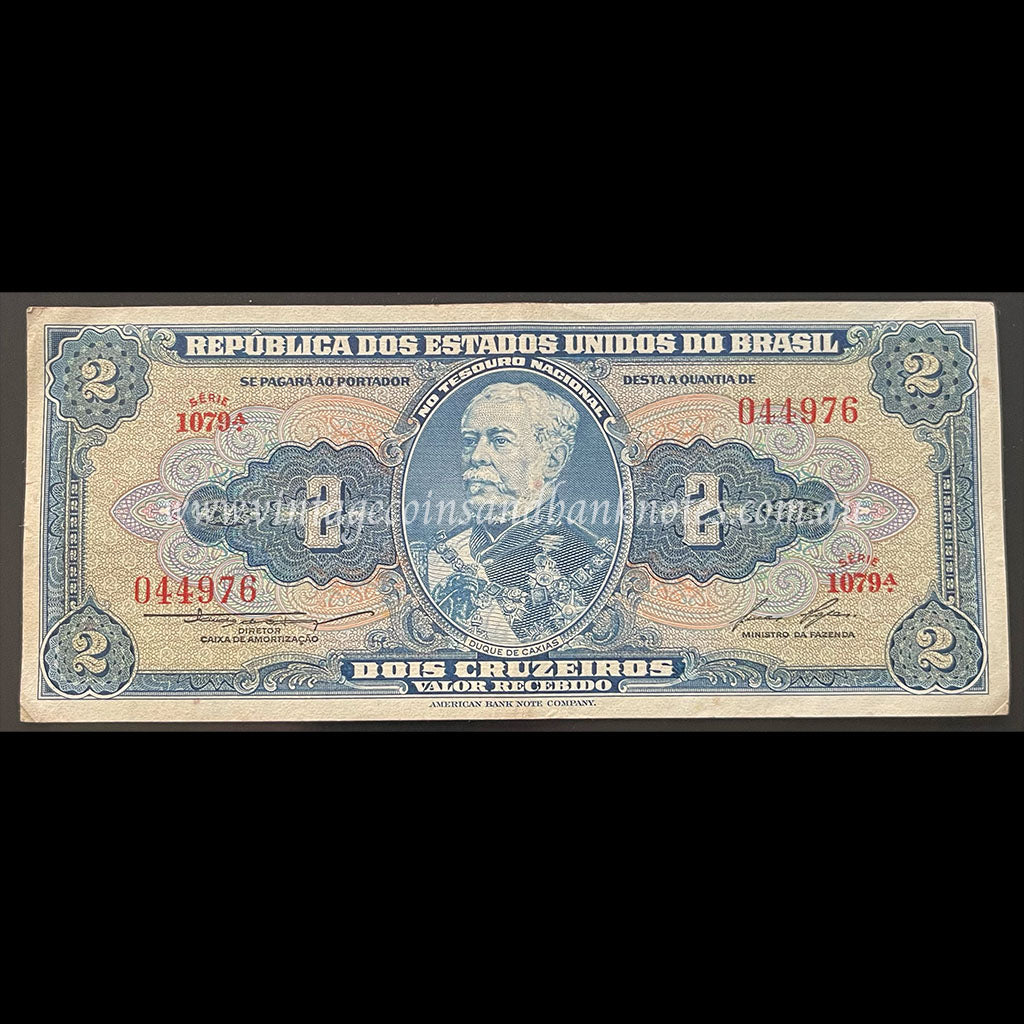 REPÚBLICA DOS ESTADOS UNIDOS DO BRASIL
2
2
SE PAGARÁ AO PORTADOR
NO TESOURO NACIONAL
DESTA A QUANTIA DE
SÉRIE
1079ª
044976
2
2
www.vintagecoinsandbanknotes.com.au
SÉRIE
1079ª
044976
DIRETOR
CAIXA DE AMORTIZAÇÃO
MINISTRO DA FAZENDA
DUQUE DE CAXIAS
2
2
DOIS CRUZEIROS
VALOR RECEBIDO
AMERICAN BANK NOTE COMPANY.